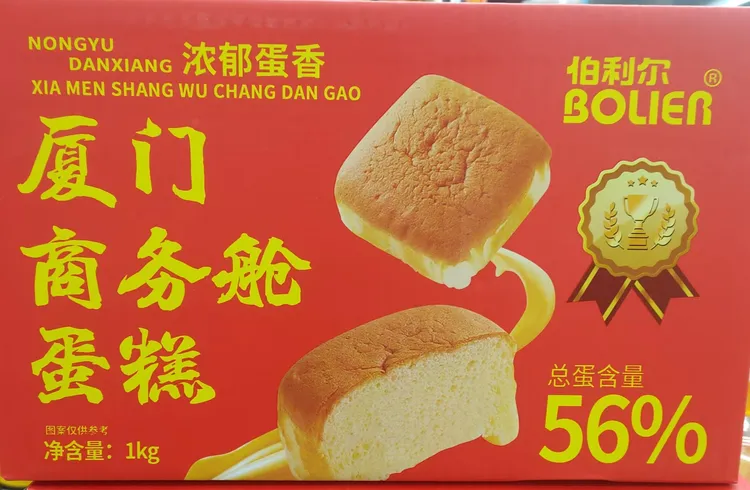 NONGYU
DANXIANG 浓郁蛋香
XIA MEN SHANG WU CHANG DAN GAO
厦门
商务舱
蛋糕
图案仅供参考
净含量：1kg
伯利尔®
BOLIER
总蛋含量
56%